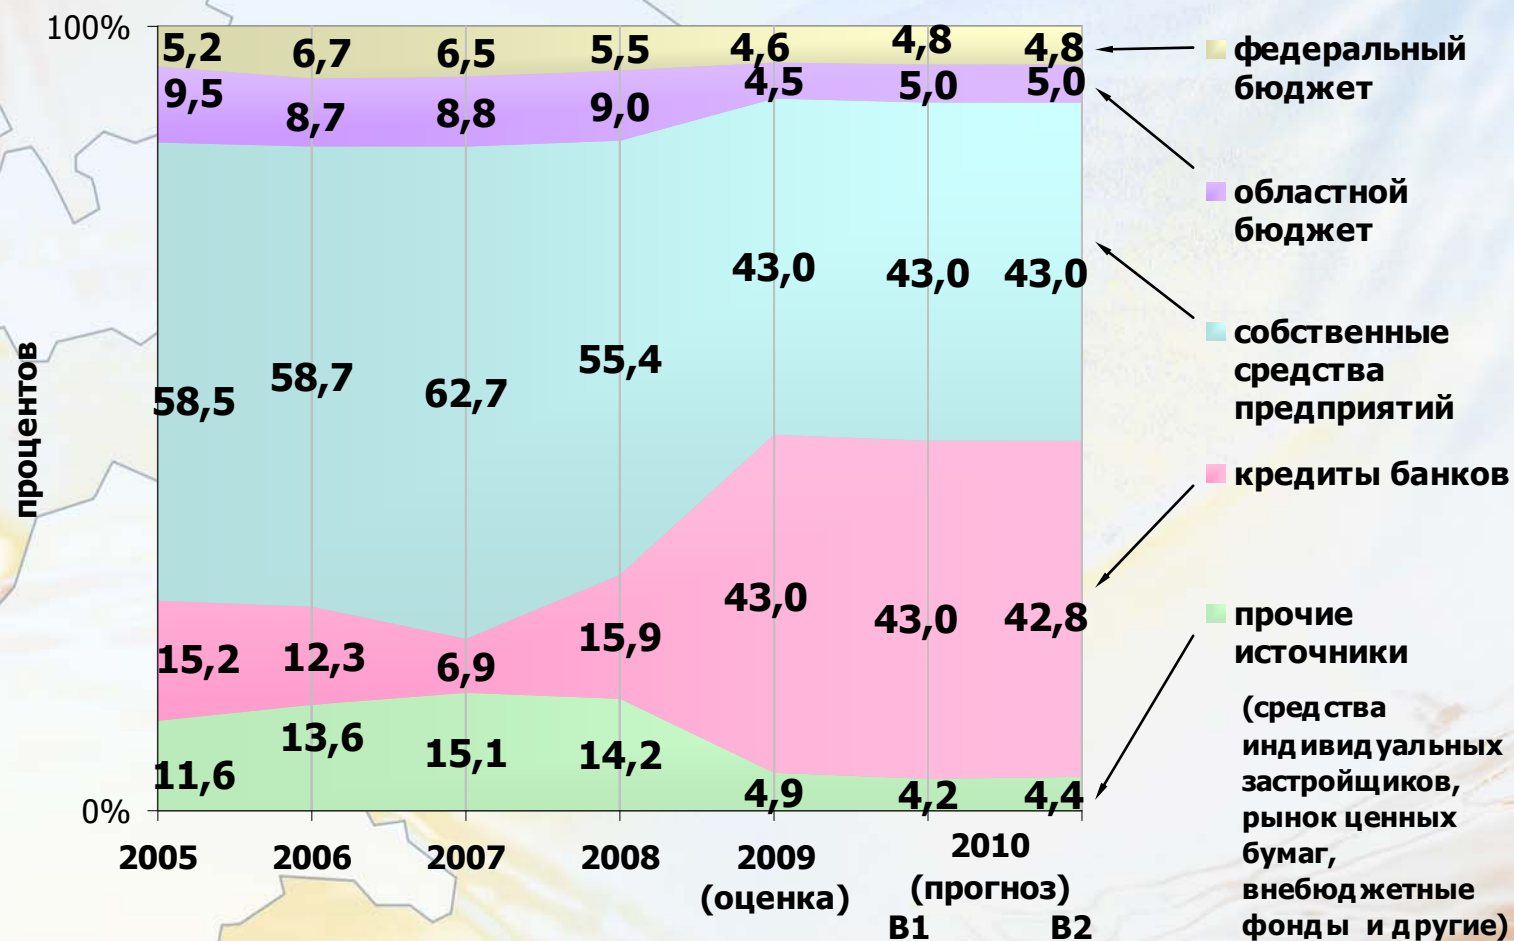 100%
5,2 6,7 6,5 5,5 4,6 4,8 4,8
9,5 8,7 8,8 9,0 4,5 5,0 5,0
58,5 58,7 62,7 55,4 43,0 43,0 43,0
15,2 12,3 6,9 15,9 43,0 43,0 42,8
11,6 13,6 15,1 14,2 4,9 4,2 4,4
0%
процентов
2005 2006 2007 2008 2009 2010
(оценка) (прогноз)
В1 В2
федеральный
бюджет
областной
бюджет
собственные
средства
предприятий
кредиты банков
прочие
источники
(средства
индивидуальных
застройщиков,
рынок ценных
бумаг,
внебюджетные
фонды и другие)